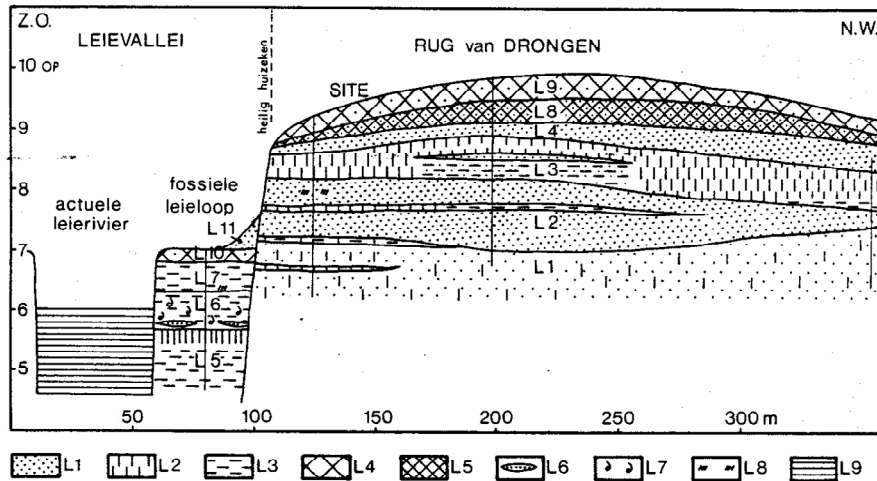 Z.O.
N.W.
LEIEVALLEI
RUG van DRONGEN
heilig huizeken
10 OP
SITE
L9
L8
9
L4
L3
8
fossiele
leieloop
actuele
leierivier
L11
L2
7
L10
L1
L7
L6
6
L5
5
50
100
150
200
250
300 m
L1
L2
L3
L4
L5
L6
L7
L8
L9